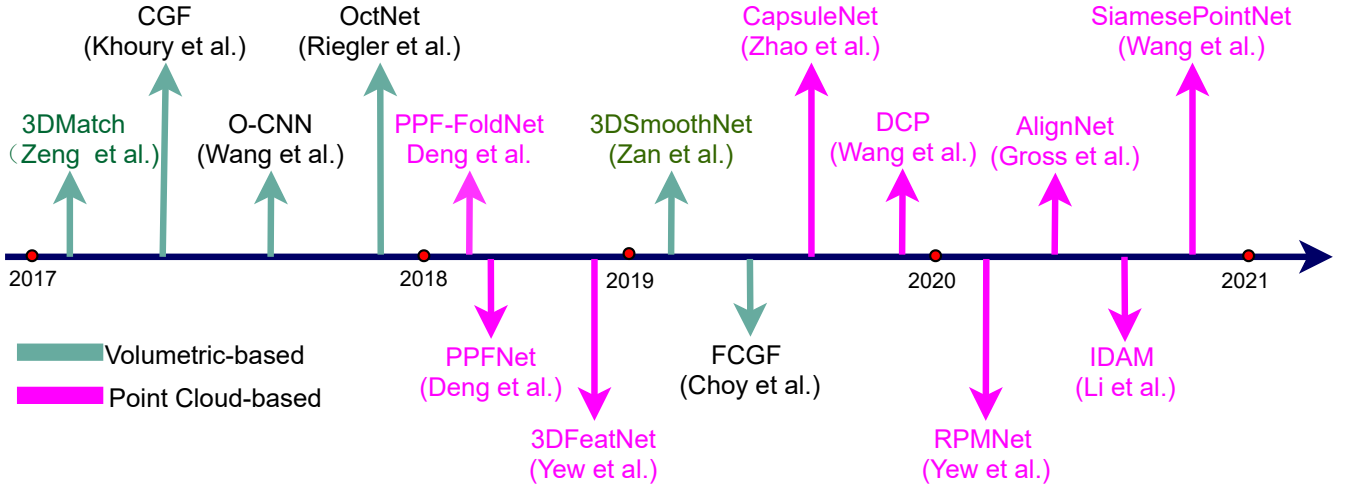 CGF
(Khoury et al.)
OctNet
(Riegler et al.)
CapsuleNet
(Zhao et al.)
SiamesePointNet
(Wang et al.)
3DMatch
（Zeng  et al.)
O-CNN
(Wang et al.)
PPF-FoldNet
Deng et al.
3DSmoothNet
(Zan et al.)
DCP
(Wang et al.)
AlignNet
(Gross et al.)
2017
2018
2019
2020
2021
Volumetric-based
Point Cloud-based
PPFNet
(Deng et al.)
FCGF
(Choy et al.)
IDAM
(Li et al.)
3DFeatNet
(Yew et al.)
RPMNet
(Yew et al.)